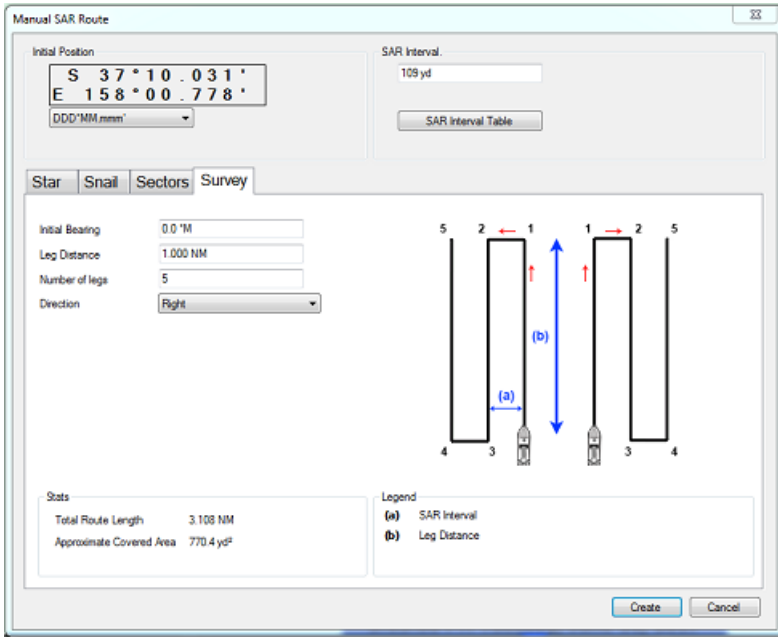 Manual SAR Route
Initial Position
S 37°10.031'
E 158°00.778'
DDD°MM.mmm'
SAR Interval.
109 yd
SAR Interval Table
Star Snail Sectors Survey
Initial Bearing 0.0 °M
Leg Distance 1.000 NM
Number of legs 5
Direction Right
5 2 1 1 2 5
(b)
(a)
4 3 3 4
Stats
Total Route Length 3.108 NM
Approximate Covered Area 770.4 yd²
Legend
(a) SAR Interval
(b) Leg Distance
Create Cancel